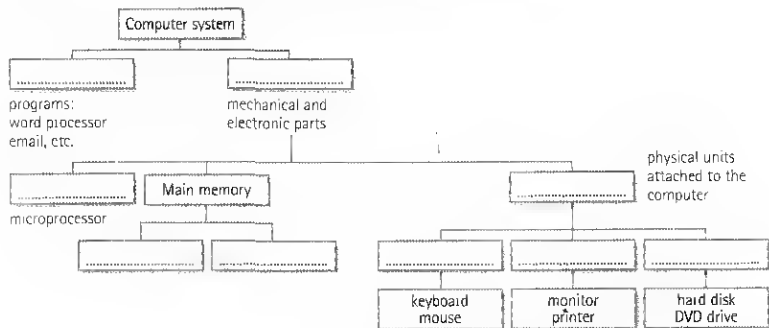 Computer system
programs:
word processor
email, etc.
mechanical and
electronic parts
physical units
attached to the
computer
Main memory
microprocessor
keyboard
mouse
monitor
printer
hard disk
DVD drive